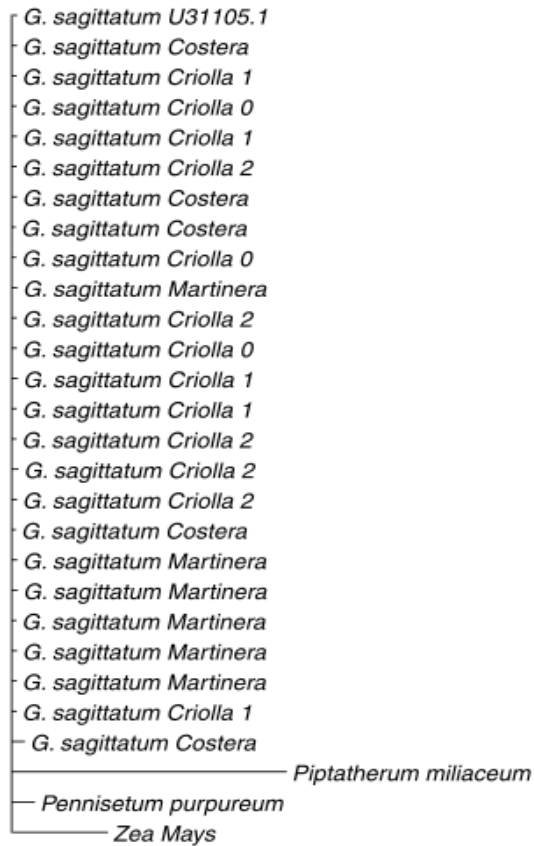 G. sagittatum U31105.1
G. sagittatum Costera
G. sagittatum Criolla 1
G. sagittatum Criolla 0
G. sagittatum Criolla 1
G. sagittatum Criolla 2
G. sagittatum Costera
G. sagittatum Costera
G. sagittatum Criolla 0
G. sagittatum Martinera
G. sagittatum Criolla 2
G. sagittatum Criolla 0
G. sagittatum Criolla 1
G. sagittatum Criolla 1
G. sagittatum Criolla 2
G. sagittatum Criolla 2
G. sagittatum Criolla 2
G. sagittatum Costera
G. sagittatum Martinera
G. sagittatum Martinera
G. sagittatum Martinera
G. sagittatum Martinera
G. sagittatum Martinera
G. sagittatum Criolla 1
G. sagittatum Costera
Piptatherum miliaceum
Pennisetum purpureum
Zea Mays